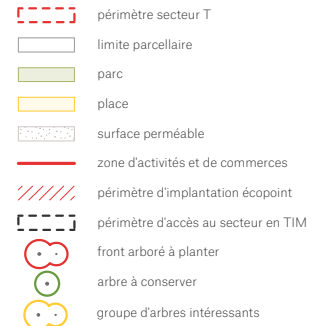 périmètre secteur T
limite parcellaire
parc
place
surface perméable
zone d'activités et de commerces
périmètre d'implantation écopoint
périmètre d'accès au secteur en TIM
front arboré à planter
arbre à conserver
groupe d'arbres intéressants